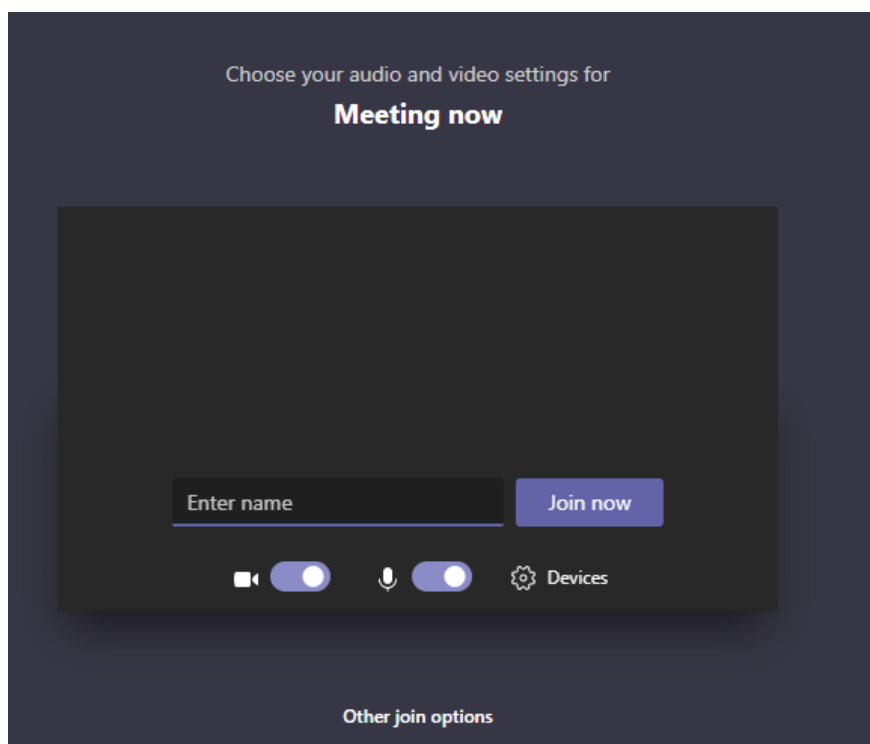 Choose your audio and video settings for
Meeting now
Enter name
Join now
Devices
Other join options